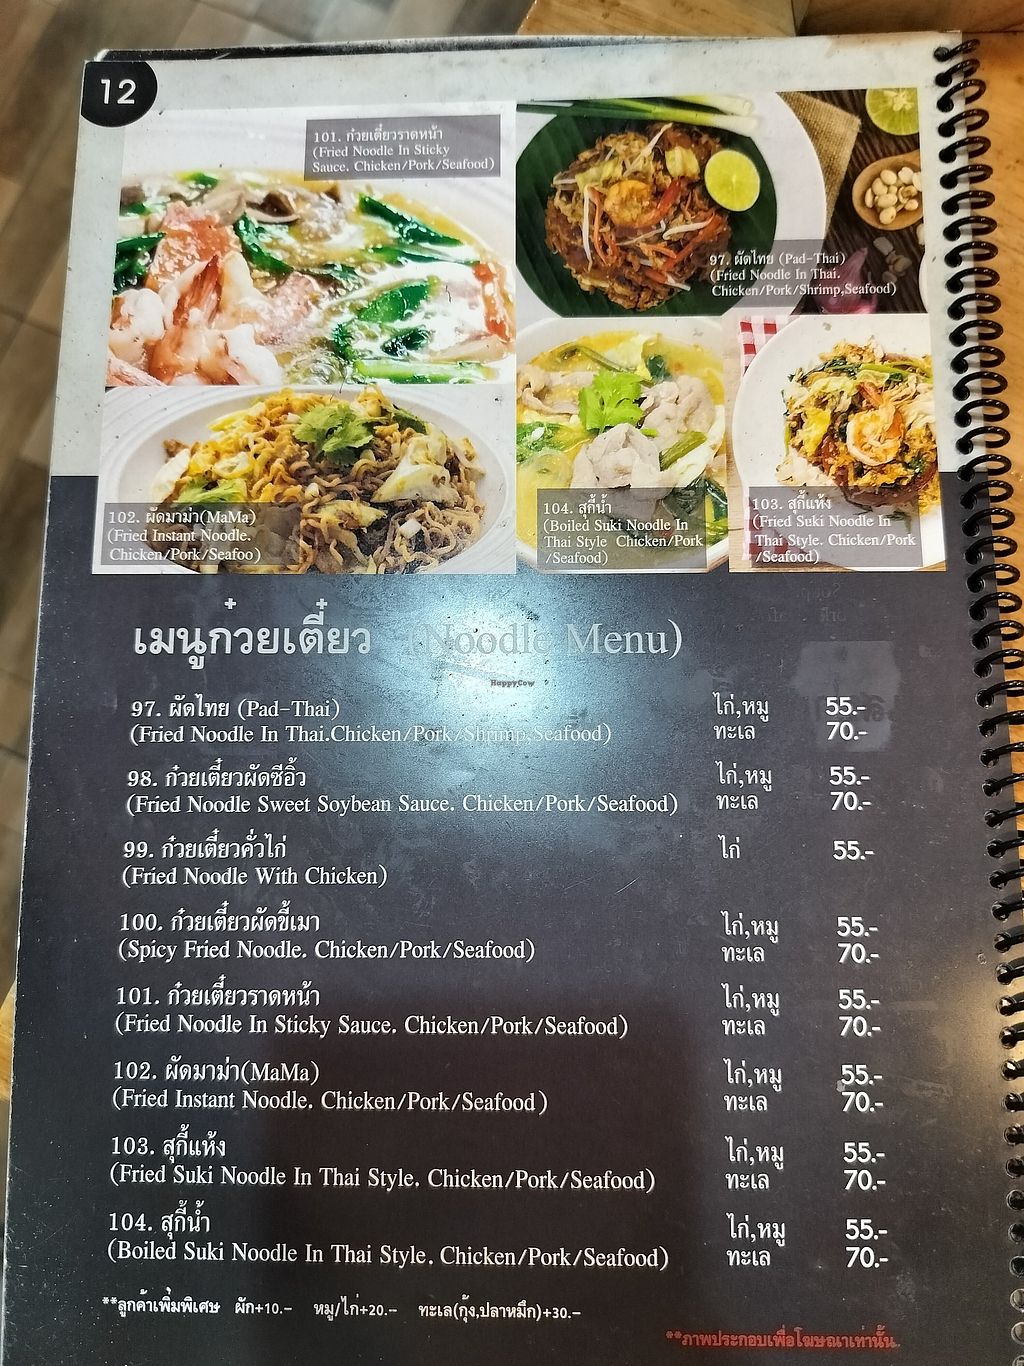 12
101. ก๋วยเตี๋ยวราดหน้า
(Fried Noodle In Sticky
Sauce. Chicken/Pork/Seafood)
97. ผัดไทย (Pad-Thai)
(Fried Noodle In Thai.
Chicken/Pork/Shrimp,Seafood)
102. ผัดมาม่า(MaMa)
(Fried Instant Noodle.
Chicken/Pork/Seafoo)
104. สุกี้น้ำ
(Boiled Suki Noodle In
Thai Style Chicken/Pork
/Seafood)
103. สุกี้แห้ง
(Fried Suki Noodle In
Thai Style. Chicken/Pork
/Seafood)
เมนูก๋วยเตี๋ยว (Noodle Menu)
HappyCow
97. ผัดไทย (Pad-Thai) ไก่,หมู 55.-
(Fried Noodle In Thai.Chicken/Pork/Shrimp,Seafood) ทะเล 70.-
98. ก๋วยเตี๋ยวผัดซีอิ้ว ไก่,หมู 55.-
(Fried Noodle Sweet Soybean Sauce. Chicken/Pork/Seafood) ทะเล 70.-
99. ก๋วยเตี๋ยวคั่วไก่ ไก่ 55.-
(Fried Noodle With Chicken)
100. ก๋วยเตี๋ยวผัดขี้เมา ไก่,หมู 55.-
(Spicy Fried Noodle. Chicken/Pork/Seafood) ทะเล 70.-
101. ก๋วยเตี๋ยวราดหน้า ไก่,หมู 55.-
(Fried Noodle In Sticky Sauce. Chicken/Pork/Seafood) ทะเล 70.-
102. ผัดมาม่า(MaMa) ไก่,หมู 55.-
(Fried Instant Noodle. Chicken/Pork/Seafood) ทะเล 70.-
103. สุกี้แห้ง ไก่,หมู 55.-
(Fried Suki Noodle In Thai Style. Chicken/Pork/Seafood) ทะเล 70.-
104. สุกี้น้ำ ไก่,หมู 55.-
(Boiled Suki Noodle In Thai Style. Chicken/Pork/Seafood) ทะเล 70.-
**ลูกค้าเพิ่มพิเศษ ผัก+10.- หมู/ไก่+20.- ทะเล(กุ้ง,ปลาหมึก)+30.-
**ภาพประกอบเพื่อโฆษณาเท่านั้น